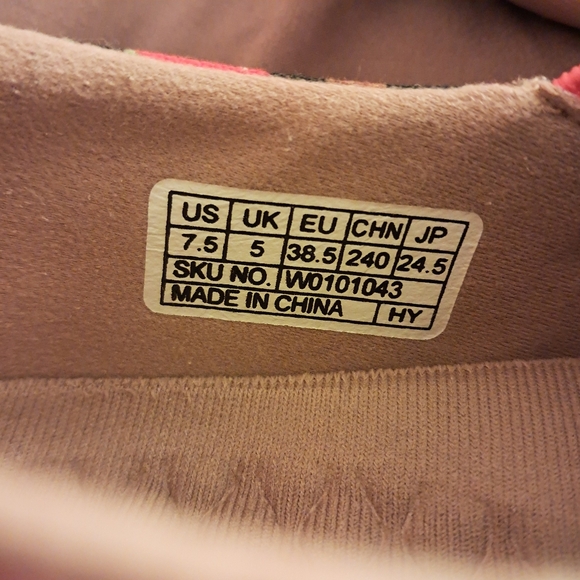 US UK EU CHN JP
7.5 5 38.5 240 24.5
SKU NO. W0101043
MADE IN CHINA HY